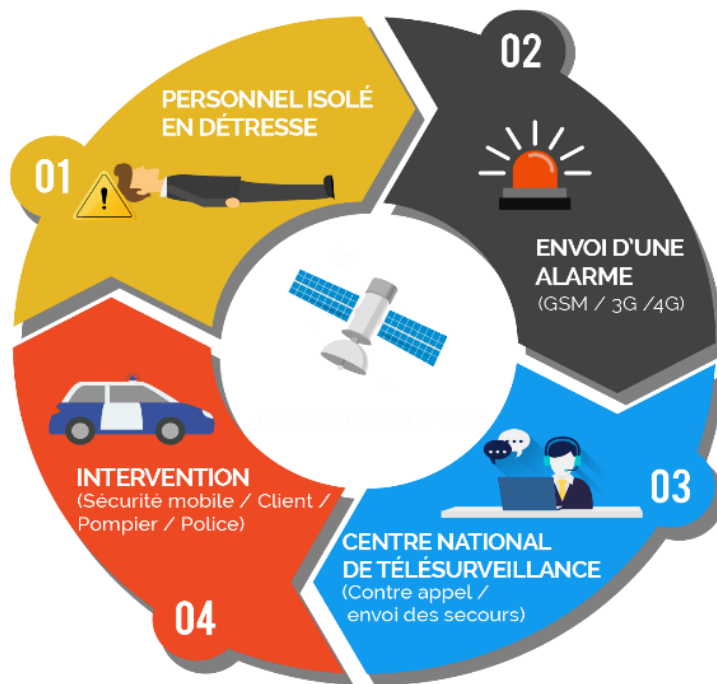 01
PERSONNEL ISOLÉ
EN DÉTRESSE
!
02
ENVOI D'UNE
ALARME
(GSM / 3G /4G)
03
CENTRE NATIONAL
DE TÉLÉSURVEILLANCE
(Contre appel /
envoi des secours)
04
INTERVENTION
(Sécurité mobile / Client /
Pompier / Police)